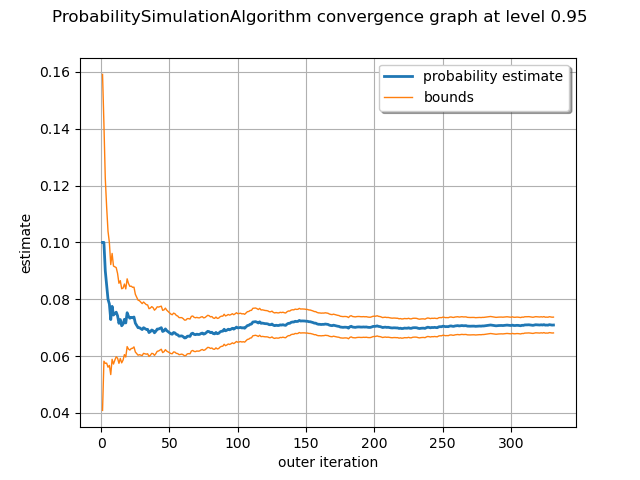 ProbabilitySimulationAlgorithm convergence graph at level 0.95
probability estimate
bounds
0.16
0.14
0.12
0.10
0.08
0.06
0.04
estimate
0 50 100 150 200 250 300
outer iteration